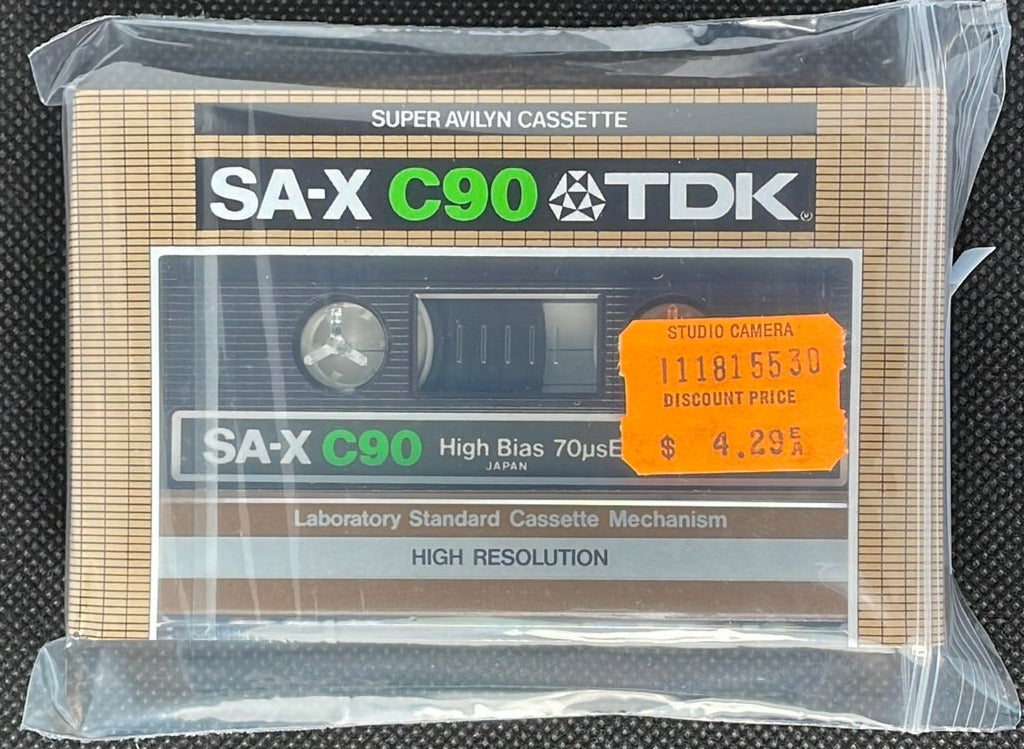 SUPER AVILYN CASSETTE
SA-X C90 TDK®
STUDIO CAMERA
111815530
DISCOUNT PRICE
$ 4.29 EA
SA-X C90 High Bias 70μsE
JAPAN
Laboratory Standard Cassette Mechanism
HIGH RESOLUTION